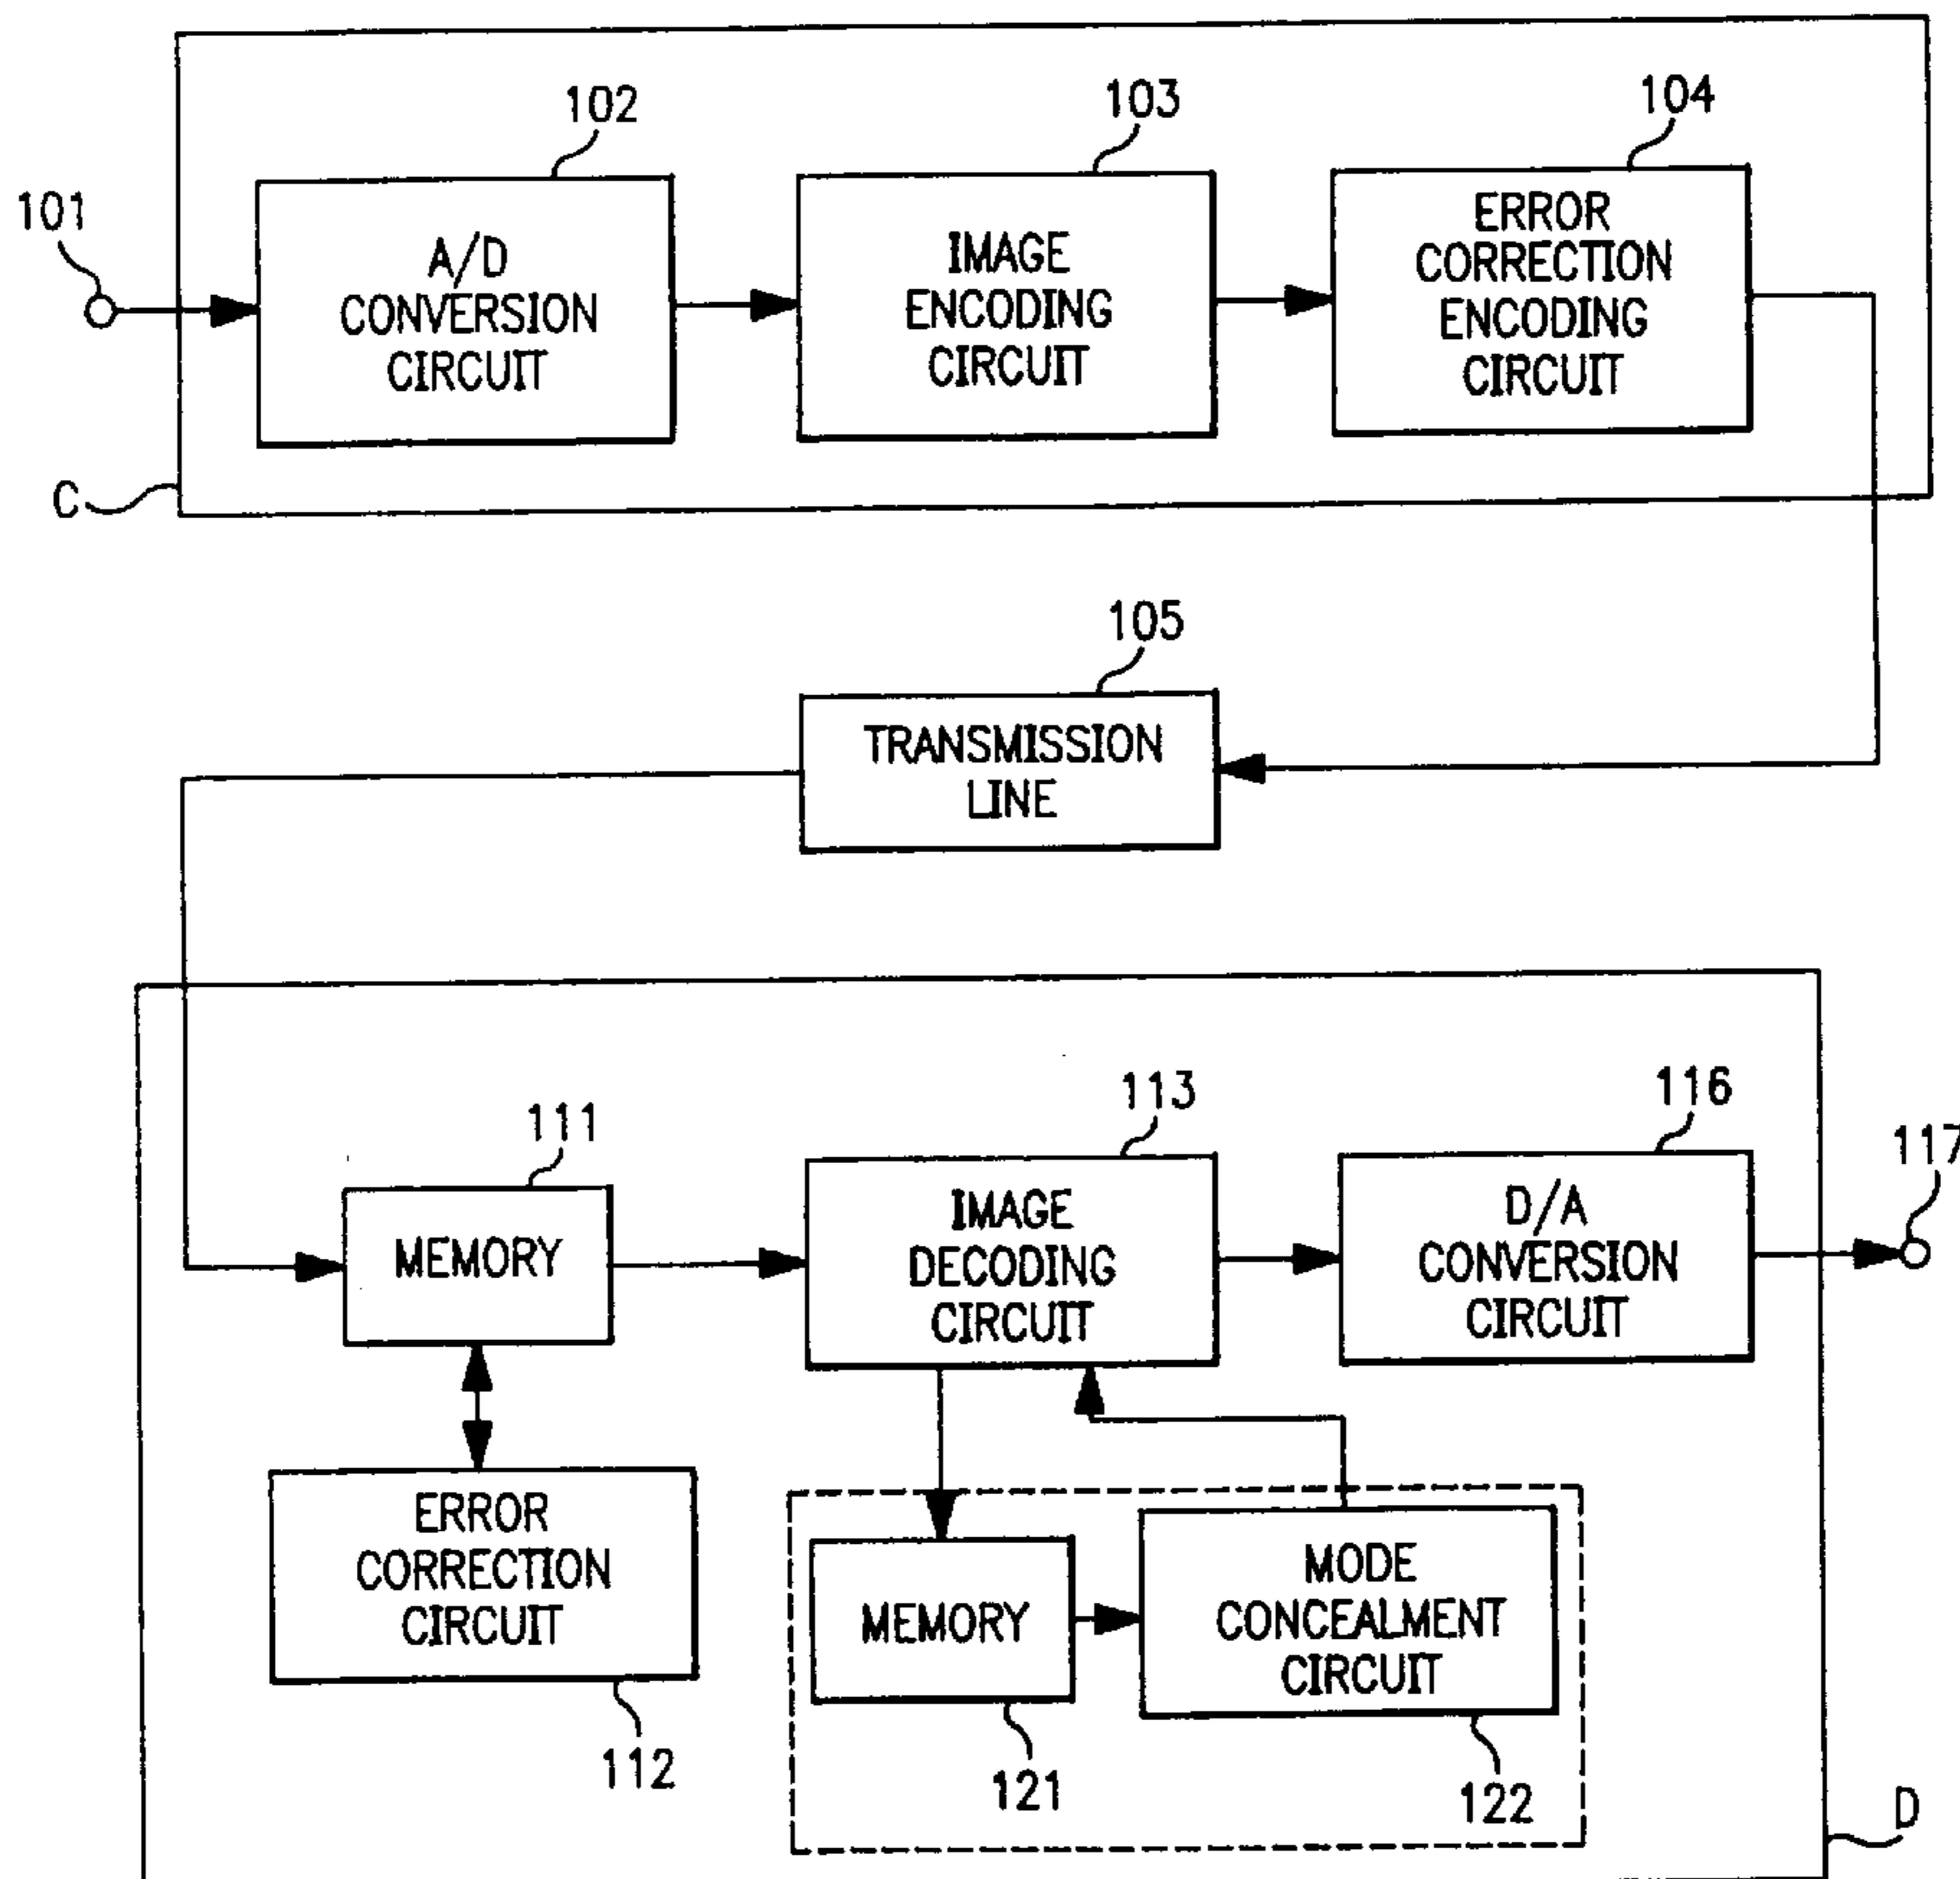 102
103
104
101
A/D
CONVERSION
CIRCUIT
IMAGE
ENCODING
CIRCUIT
ERROR
CORRECTION
ENCODING
CIRCUIT
C
105
TRANSMISSION
LINE
111
113
116
117
MEMORY
IMAGE
DECODING
CIRCUIT
D/A
CONVERSION
CIRCUIT
ERROR
CORRECTION
CIRCUIT
MEMORY
MODE
CONCEALMENT
CIRCUIT
112
121
122
D